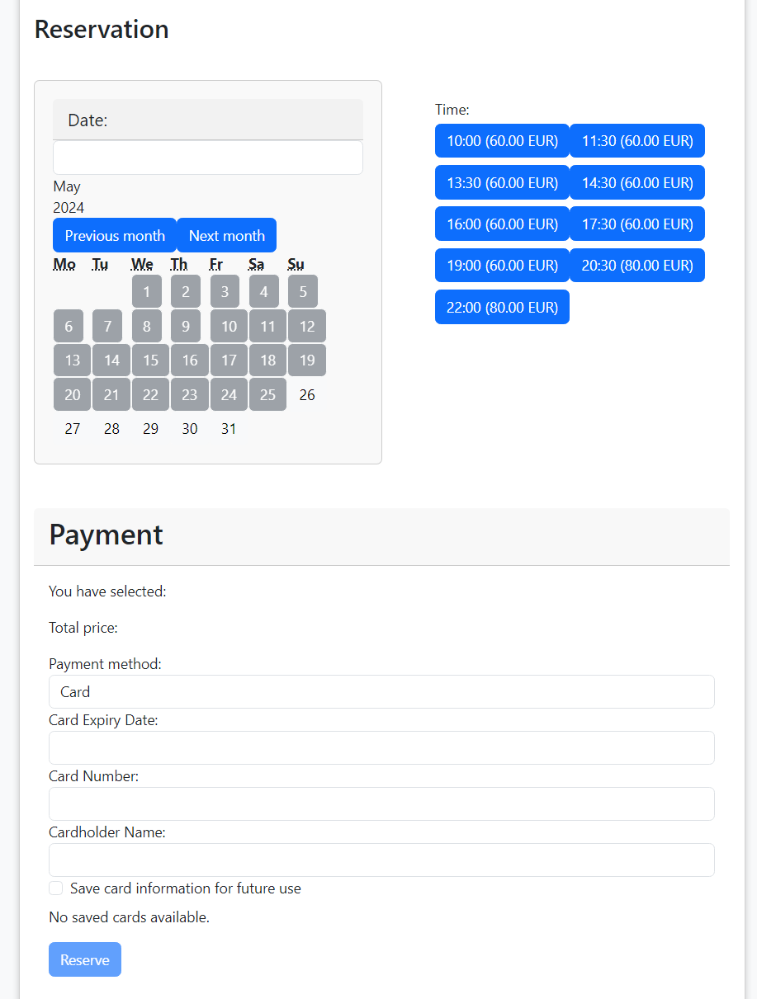 Reservation
Date:
May
2024
Previous month Next month
Mo Tu We Th Fr Sa Su
1 2 3 4 5
6 7 8 9 10 11 12
13 14 15 16 17 18 19
20 21 22 23 24 25 26
27 28 29 30 31
Time:
10:00 (60.00 EUR) 11:30 (60.00 EUR)
13:30 (60.00 EUR) 14:30 (60.00 EUR)
16:00 (60.00 EUR) 17:30 (60.00 EUR)
19:00 (60.00 EUR) 20:30 (80.00 EUR)
22:00 (80.00 EUR)
Payment
You have selected:
Total price:
Payment method:
Card
Card Expiry Date:
Card Number:
Cardholder Name:
Save card information for future use
No saved cards available.
Reserve